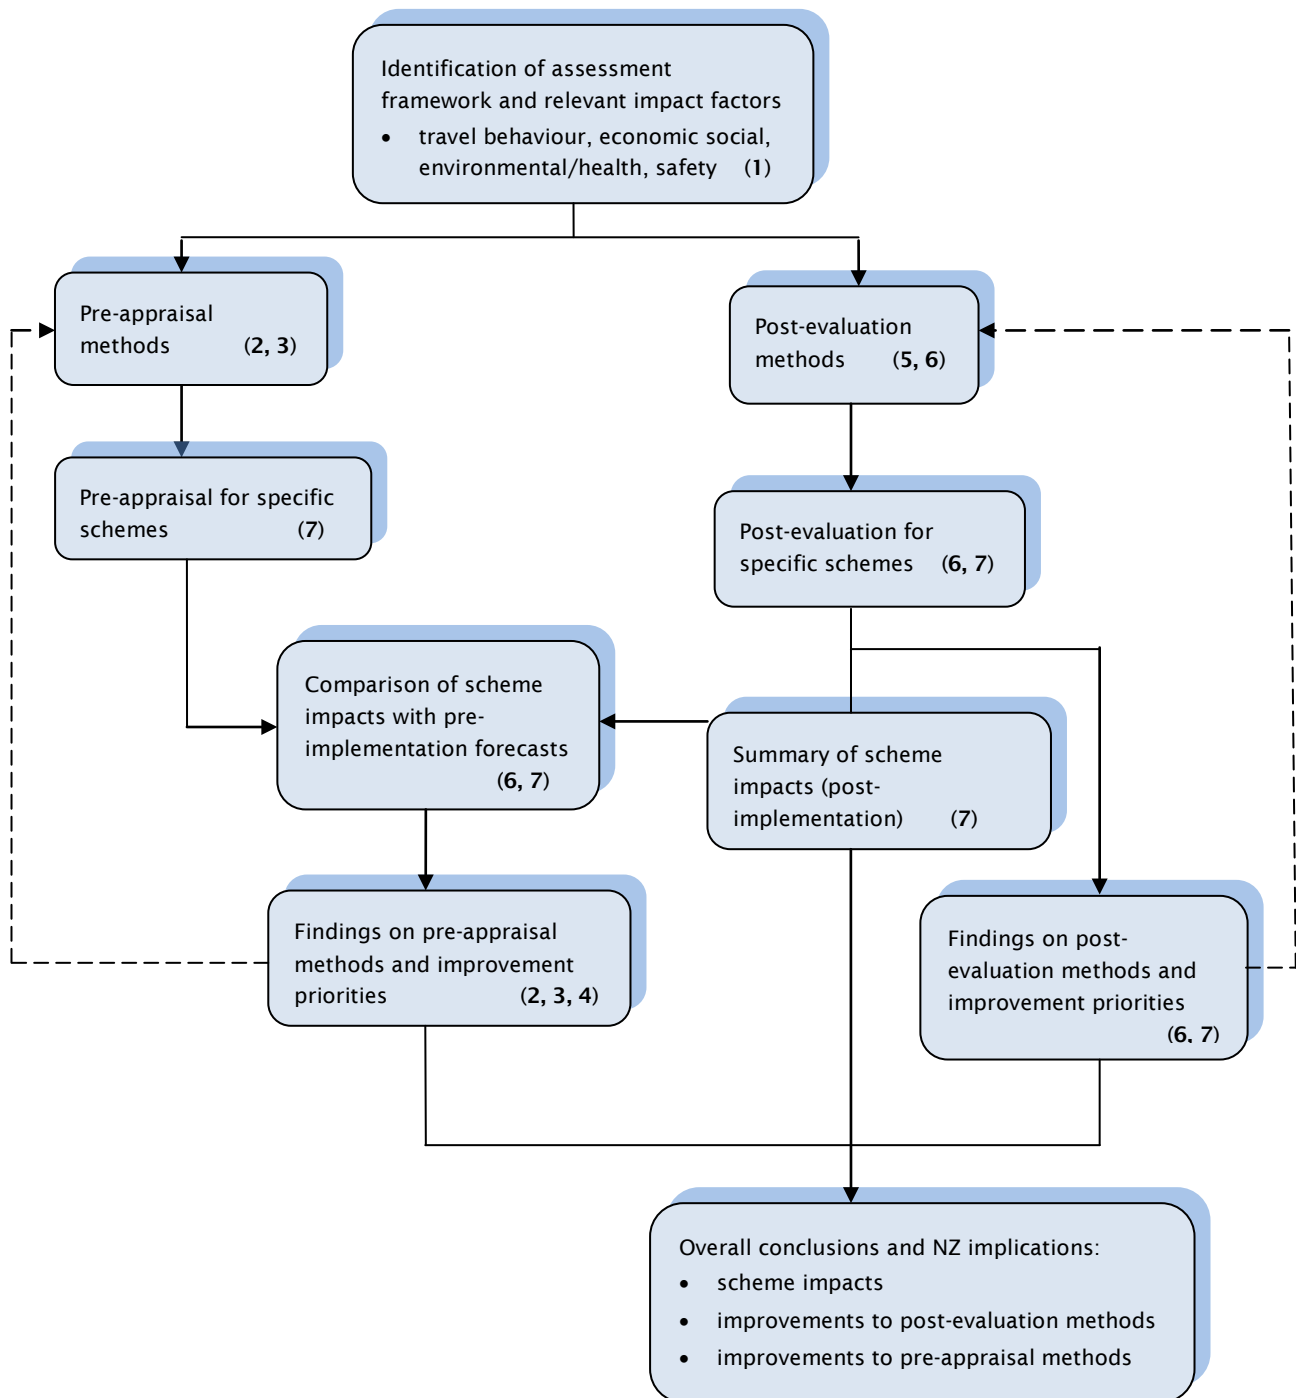 Identification of assessment
framework and relevant impact factors
• travel behaviour, economic social,
environmental/health, safety (1)
Pre-appraisal
methods (2, 3)
Post-evaluation
methods (5, 6)
Pre-appraisal for specific
schemes (7)
Post-evaluation for
specific schemes (6, 7)
Comparison of scheme
impacts with pre-
implementation forecasts
(6, 7)
Summary of scheme
impacts (post-
implementation) (7)
Findings on pre-appraisal
methods and improvement
priorities (2, 3, 4)
Findings on post-
evaluation methods and
improvement priorities
(6, 7)
Overall conclusions and NZ implications:
• scheme impacts
• improvements to post-evaluation methods
• improvements to pre-appraisal methods